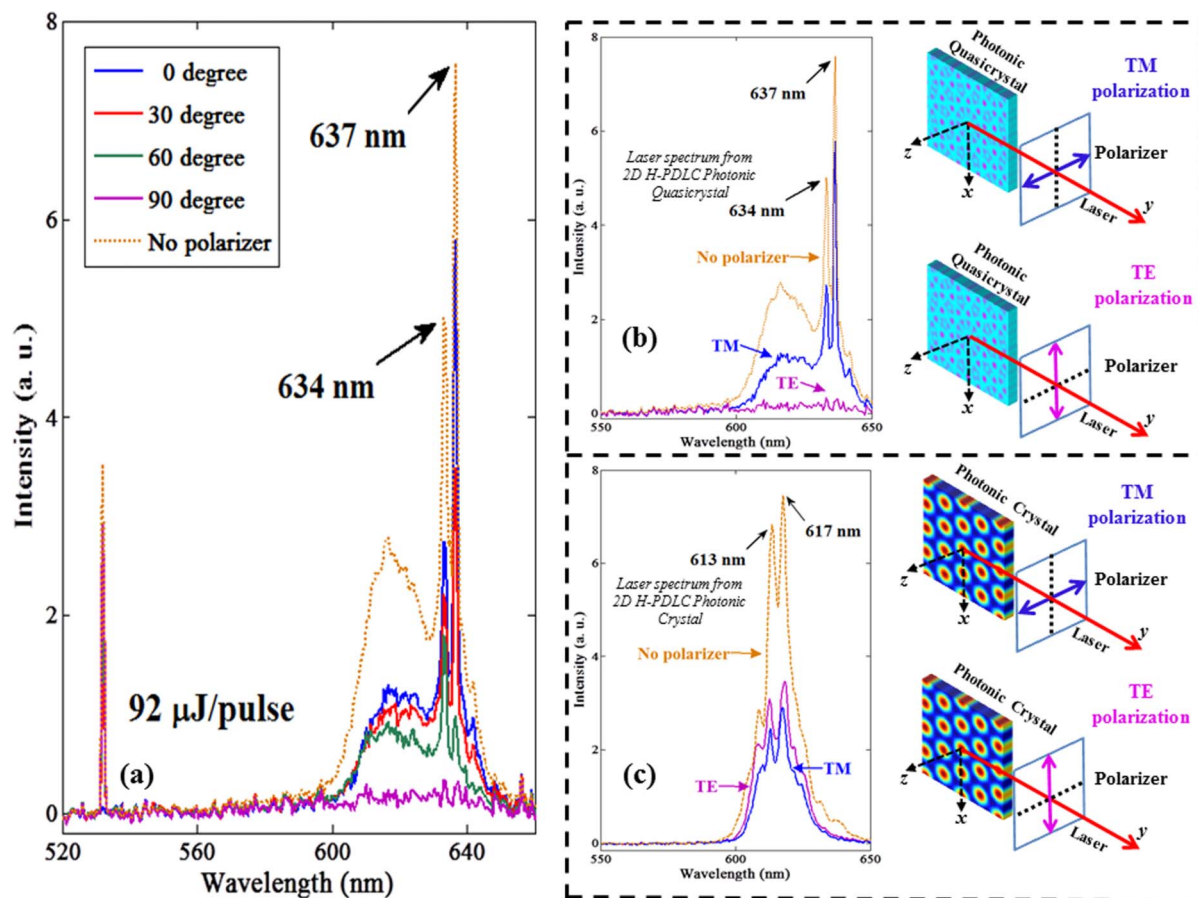 8
6
4
2
0
520
560
600
640
Intensity (a. u.)
Wavelength (nm)
0 degree
30 degree
60 degree
90 degree
No polarizer
637 nm
634 nm
92 μJ/pulse
(a)
8
6
4
2
0
550
600
650
Intensity (a. u.)
Wavelength (nm)
637 nm
Laser spectrum from
2D H-PDLC Photonic
Quasicrystal
634 nm
No polarizer
(b)
TM
TE
Photonic
Quasicrystal
TM
polarization
Polarizer
z
x
Laser
y
Photonic
Quasicrystal
TE
polarization
Polarizer
z
x
Laser
y
8
6
4
2
0
550
600
650
Intensity (a. u.)
Wavelength (nm)
617 nm
613 nm
Laser spectrum from
2D H-PDLC Photonic
Crystal
No polarizer
(c)
TE
TM
Photonic Crystal
TM
polarization
Polarizer
z
x
Laser
y
Photonic Crystal
TE
polarization
Polarizer
z
x
Laser
y